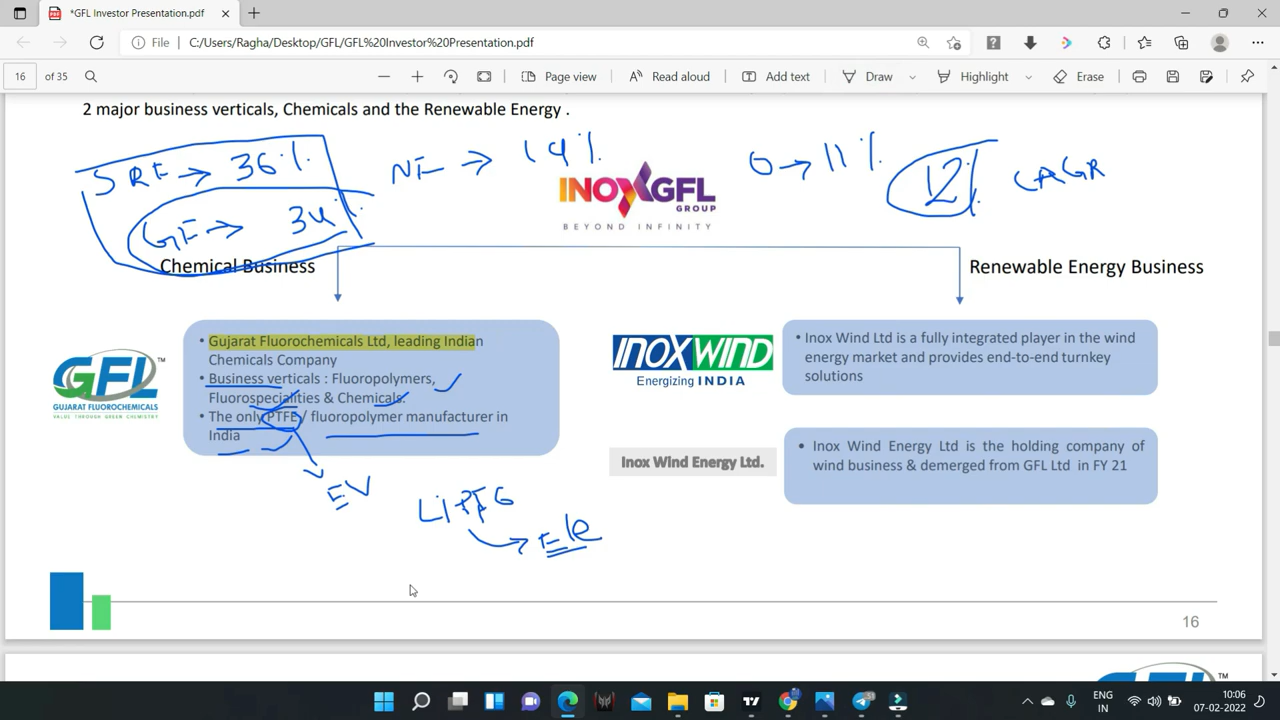 *GFL Investor Presentation.pdf
File C:/Users/Ragha/Desktop/GFL/GFL%20Investor%20Presentation.pdf
16 of 35 Page view Read aloud Add text Draw Highlight Erase
2 major business verticals, Chemicals and the Renewable Energy .
SRF → 36% NF → 14% O → 11% 12% CAGR
GF → 34%
INOXGFL
GROUP
BEYOND INFINITY
Chemical Business
Renewable Energy Business
GFL™
GUJARAT FLUOROCHEMICALS
VALUE THROUGH GREEN CHEMISTRY
• Gujarat Fluorochemicals Ltd, leading Indian
Chemicals Company
• Business verticals : Fluoropolymers,
Fluorospecialities & Chemicals.
• The only PTFE / fluoropolymer manufacturer in
India
EV
LiPF6
Ele
INOXWIND
Energizing INDIA
• Inox Wind Ltd is a fully integrated player in the wind
energy market and provides end-to-end turnkey
solutions
Inox Wind Energy Ltd.
• Inox Wind Energy Ltd is the holding company of
wind business & demerged from GFL Ltd in FY 21
16
ENG
IN
10:06
07-02-2022